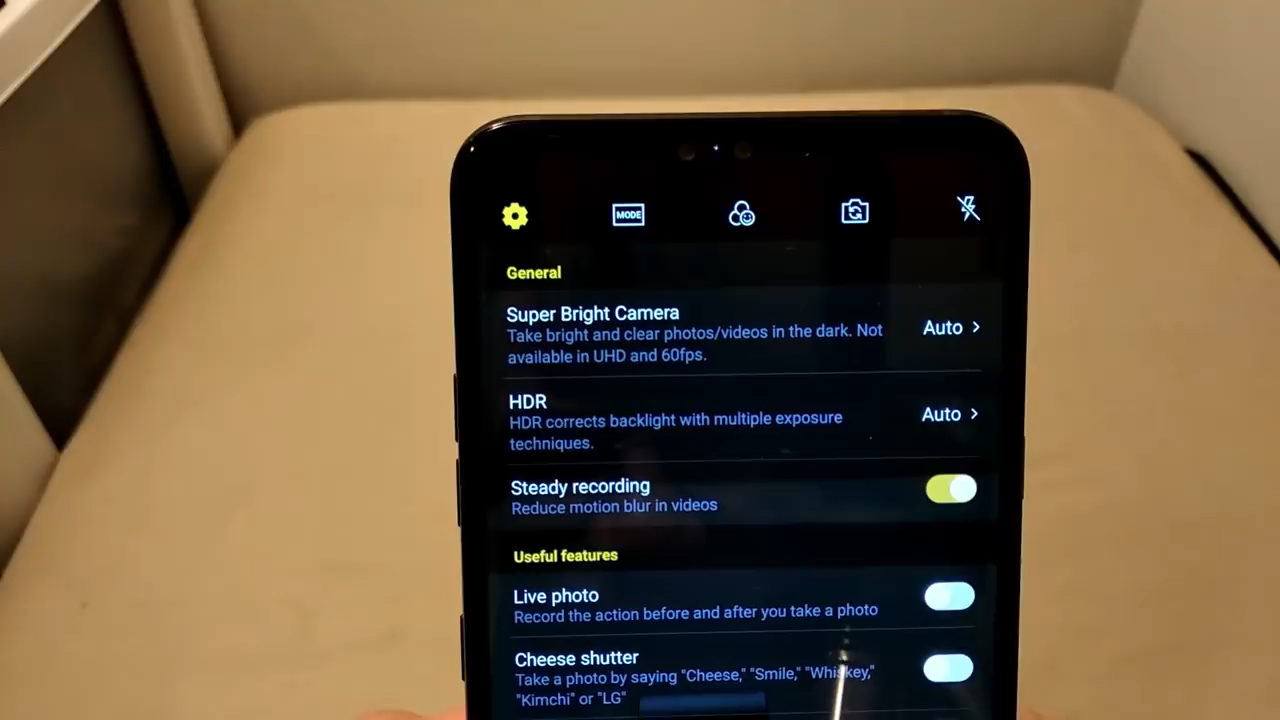 MODE
General
Super Bright Camera
Take bright and clear photos/videos in the dark. Not
available in UHD and 60fps.
Auto >
HDR
HDR corrects backlight with multiple exposure
techniques.
Auto >
Steady recording
Reduce motion blur in videos
Useful features
Live photo
Record the action before and after you take a photo
Cheese shutter
Take a photo by saying "Cheese," "Smile," "Whiskey,"
"Kimchi" or "LG"